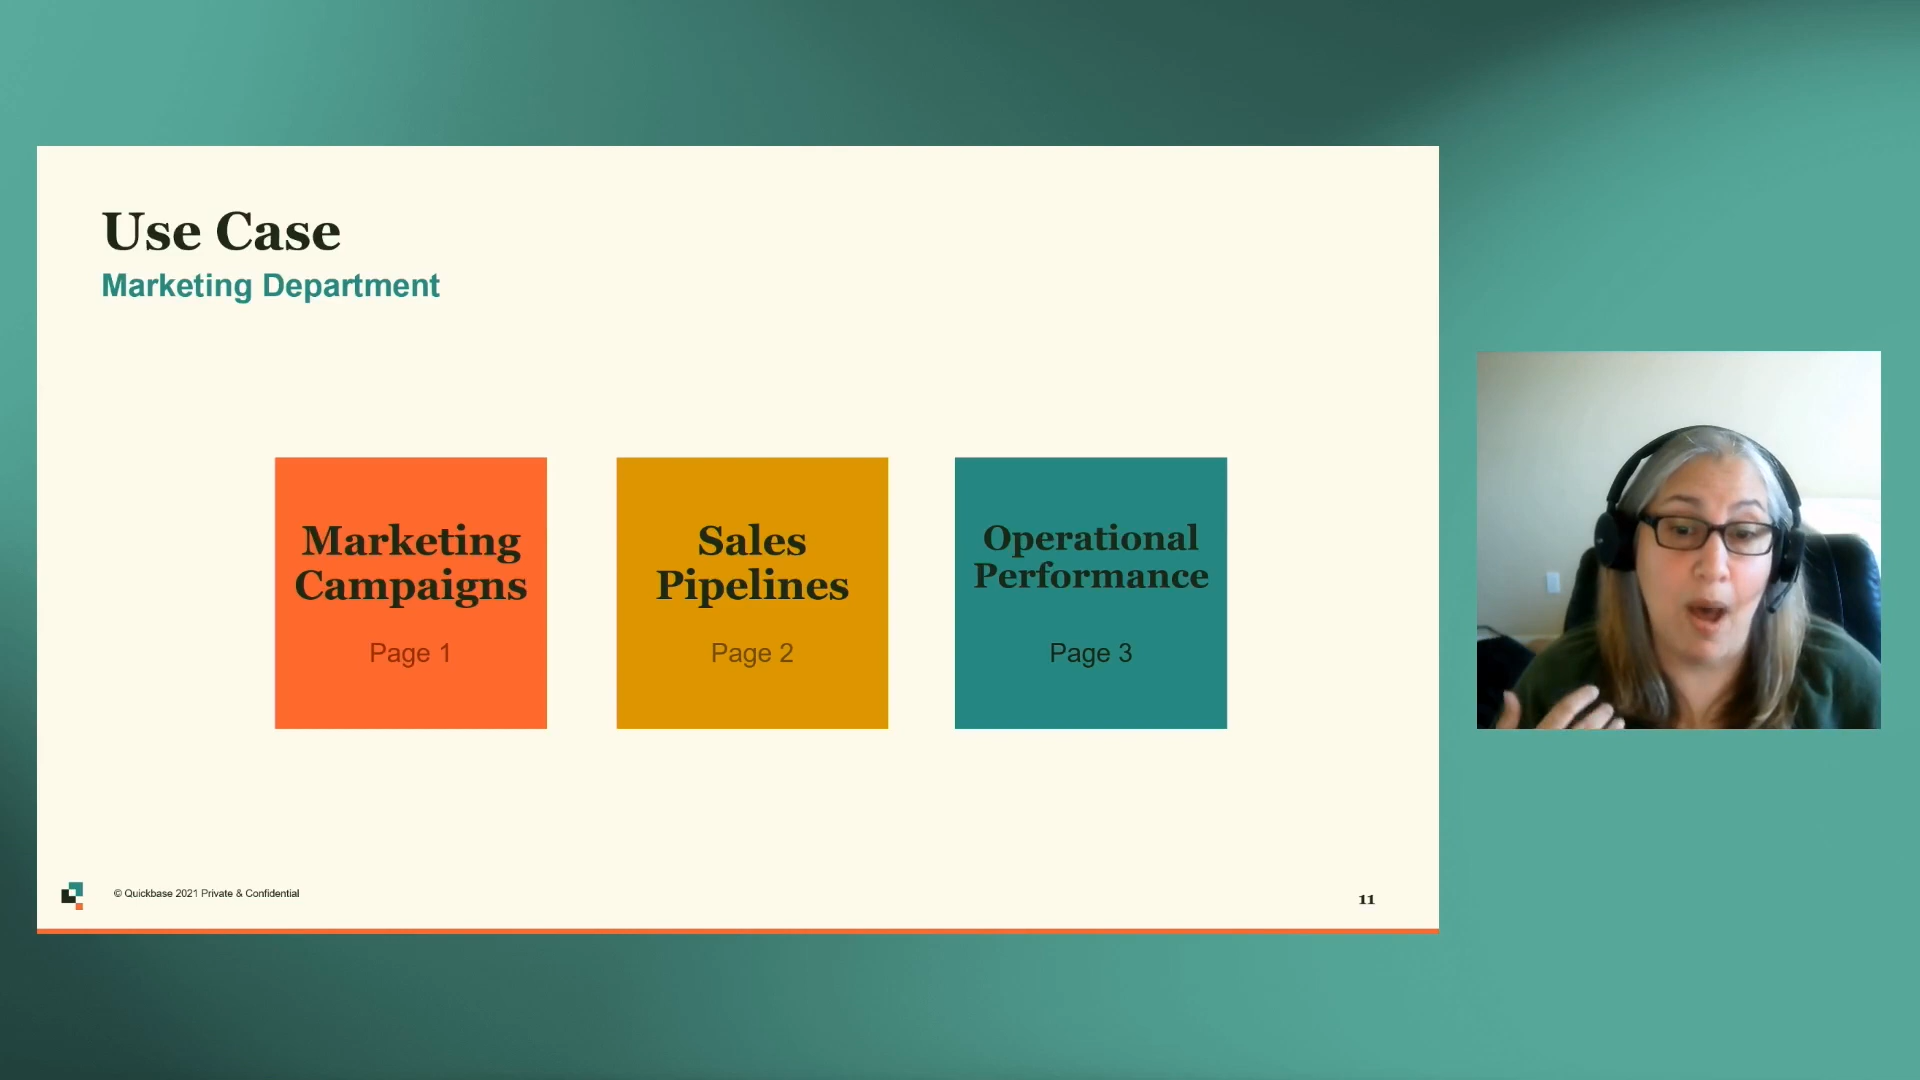 Use Case
Marketing Department
Marketing
Campaigns
Page 1
Sales
Pipelines
Page 2
Operational
Performance
Page 3
© Quickbase 2021 Private & Confidential
11